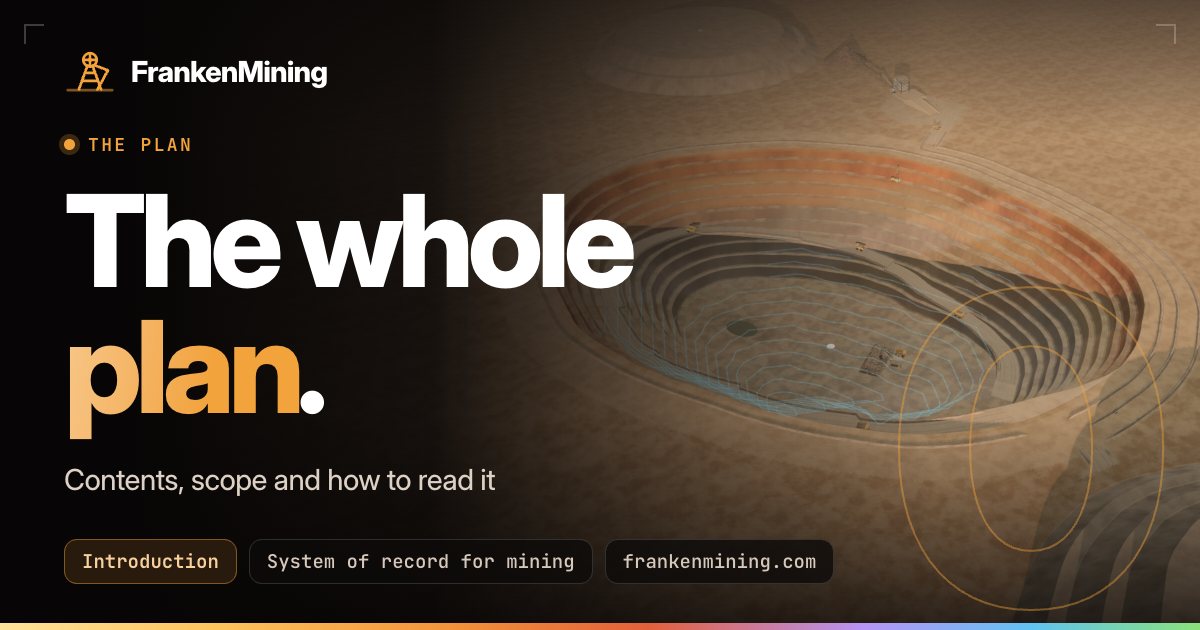 FrankenMining
THE PLAN
The whole
plan.
Contents, scope and how to read it
Introduction
System of record for mining
frankenmining.com